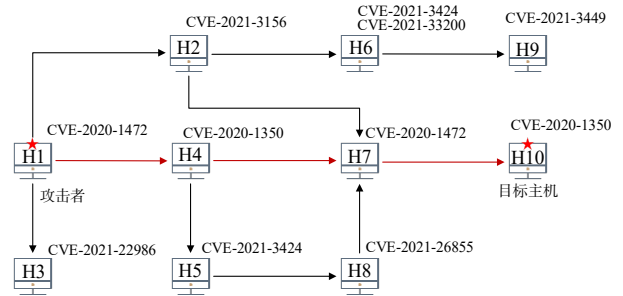 CVE-2021-3156
CVE-2021-3424
CVE-2021-33200
CVE-2021-3449
H2
H6
H9
CVE-2020-1472
CVE-2020-1350
CVE-2020-1472
CVE-2020-1350
H1
H4
H7
H10
攻击者
目标主机
CVE-2021-22986
CVE-2021-3424
CVE-2021-26855
H3
H5
H8